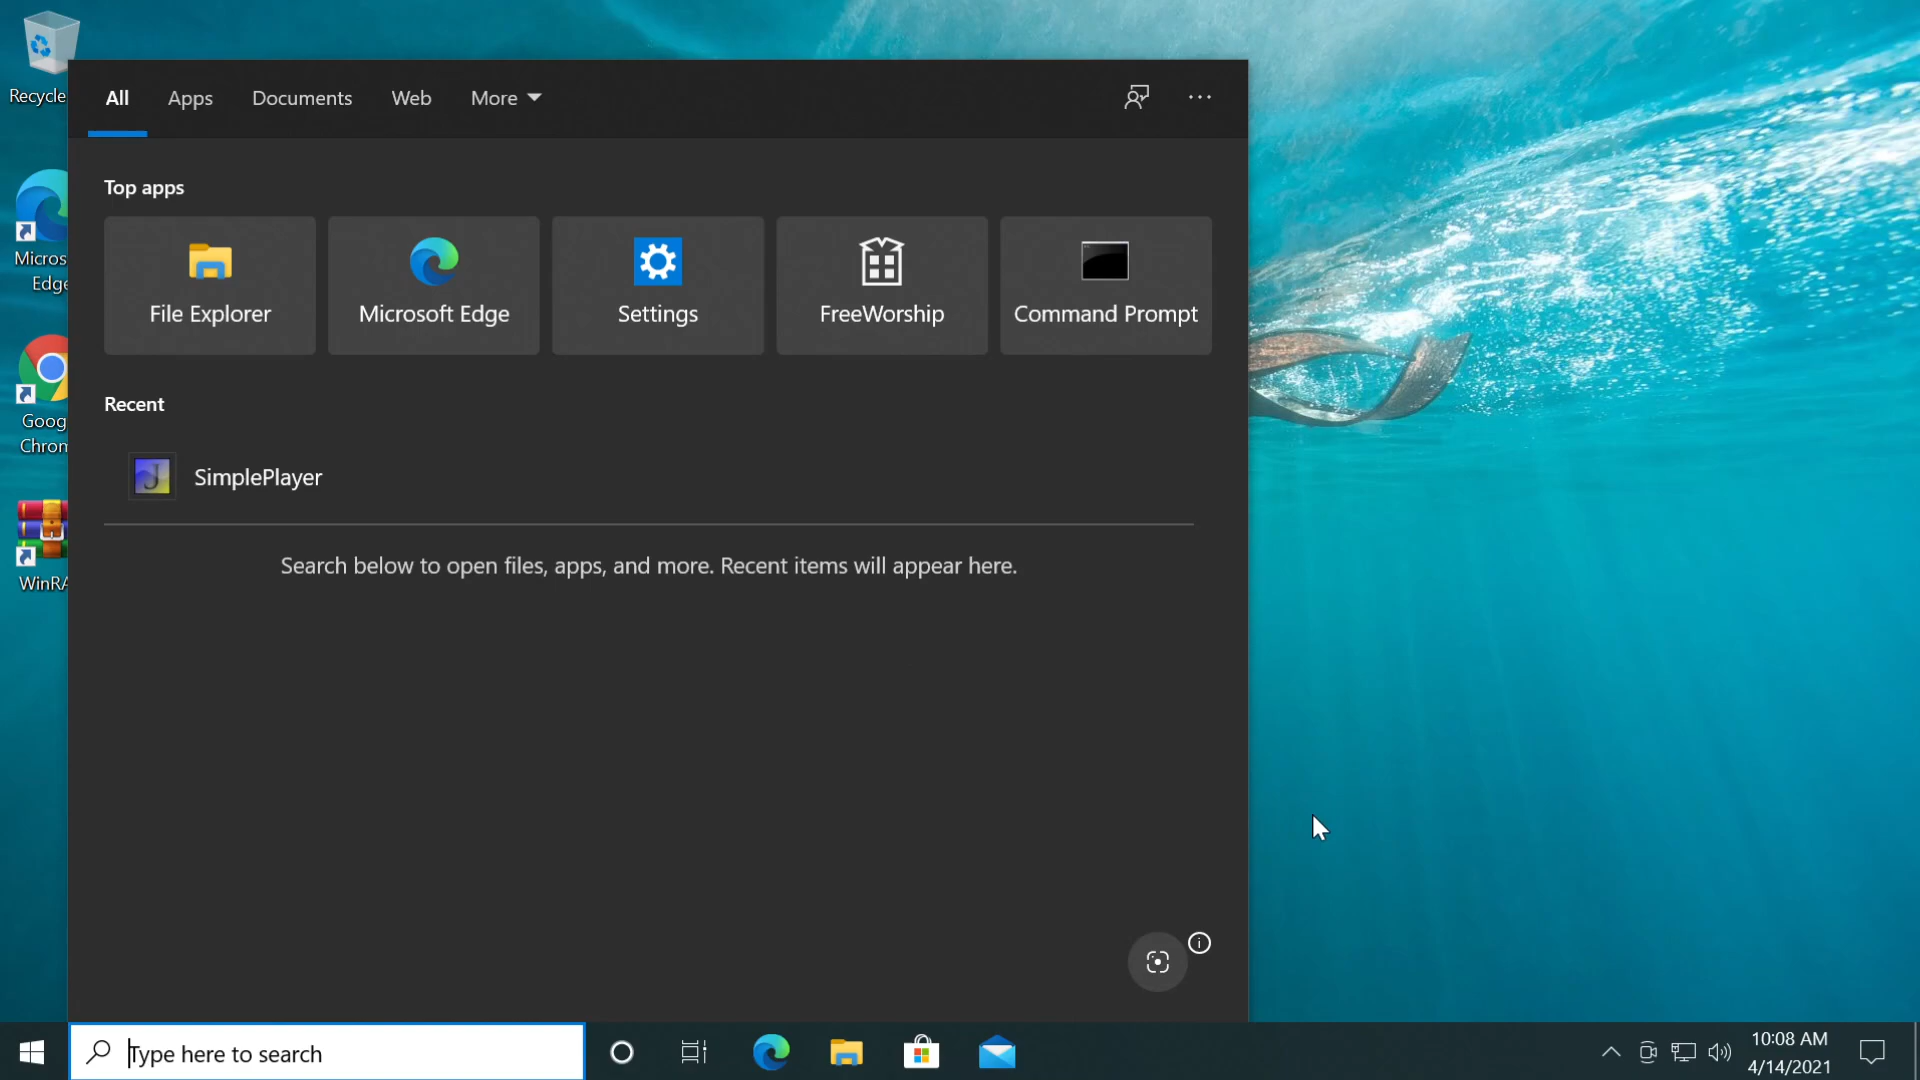 Recycle
Micros
Edge
Goog
Chrom
WinRA
All
Apps
Documents
Web
More
Top apps
File Explorer
Microsoft Edge
Settings
FreeWorship
Command Prompt
Recent
J
SimplePlayer
Search below to open files, apps, and more. Recent items will appear here.
Type here to search
10:08 AM
4/14/2021